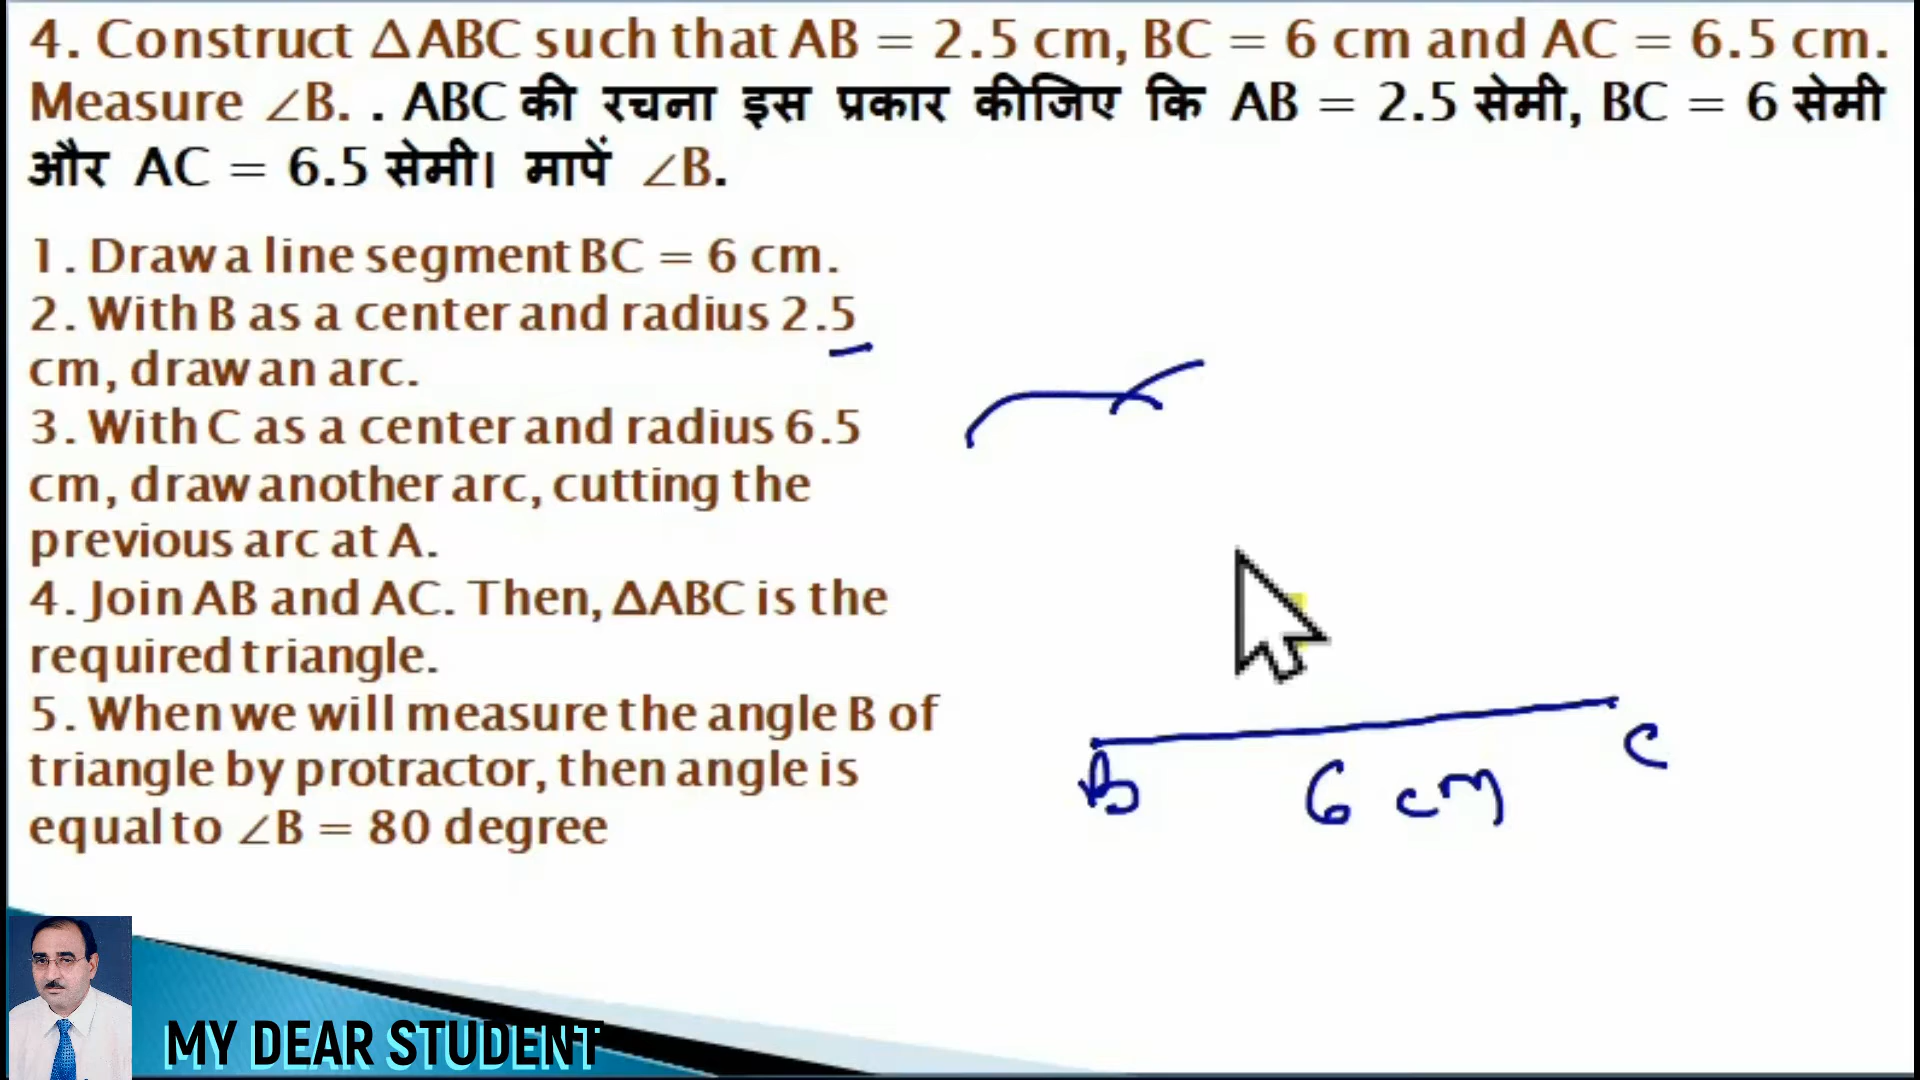 4. Construct ΔABC such that AB = 2.5 cm, BC = 6 cm and AC = 6.5 cm.
Measure ∠B. . ABC की रचना इस प्रकार कीजिए कि AB = 2.5 सेमी, BC = 6 सेमी
और AC = 6.5 सेमी। मापें ∠B.
1. Draw a line segment BC = 6 cm.
2. With B as a center and radius 2.5
cm, draw an arc.
3. With C as a center and radius 6.5
cm, draw another arc, cutting the
previous arc at A.
4. Join AB and AC. Then, ΔABC is the
required triangle.
5. When we will measure the angle B of
triangle by protractor, then angle is
equal to ∠B = 80 degree
B 6 cm C
MY DEAR STUDENT